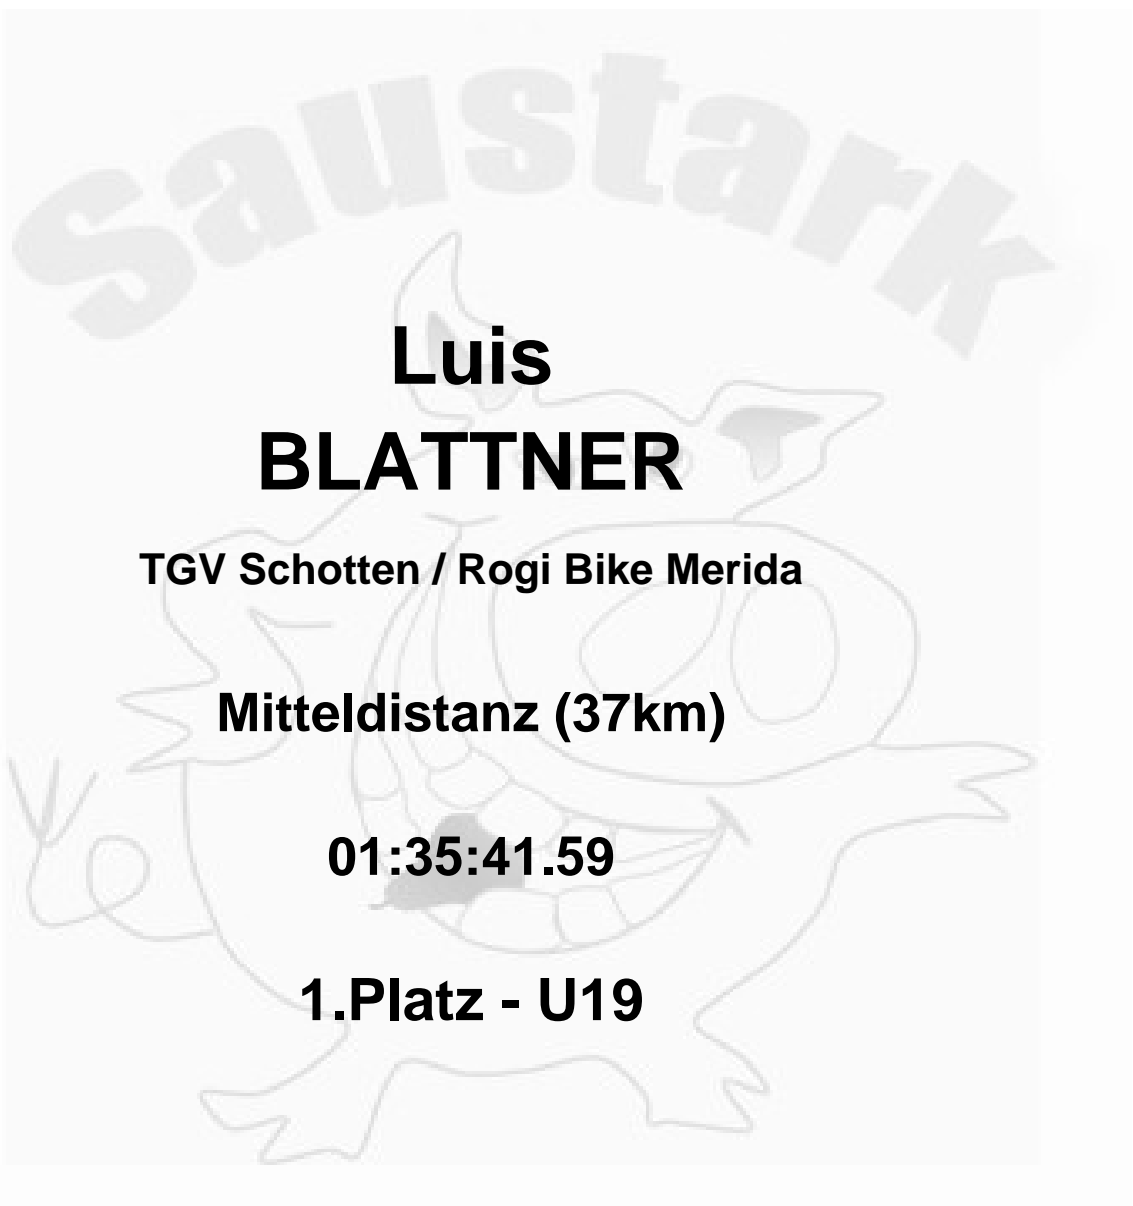 Saustark
Luis
BLATTNER
TGV Schotten / Rogi Bike Merida
Mitteldistanz (37km)
01:35:41.59
1.Platz - U19